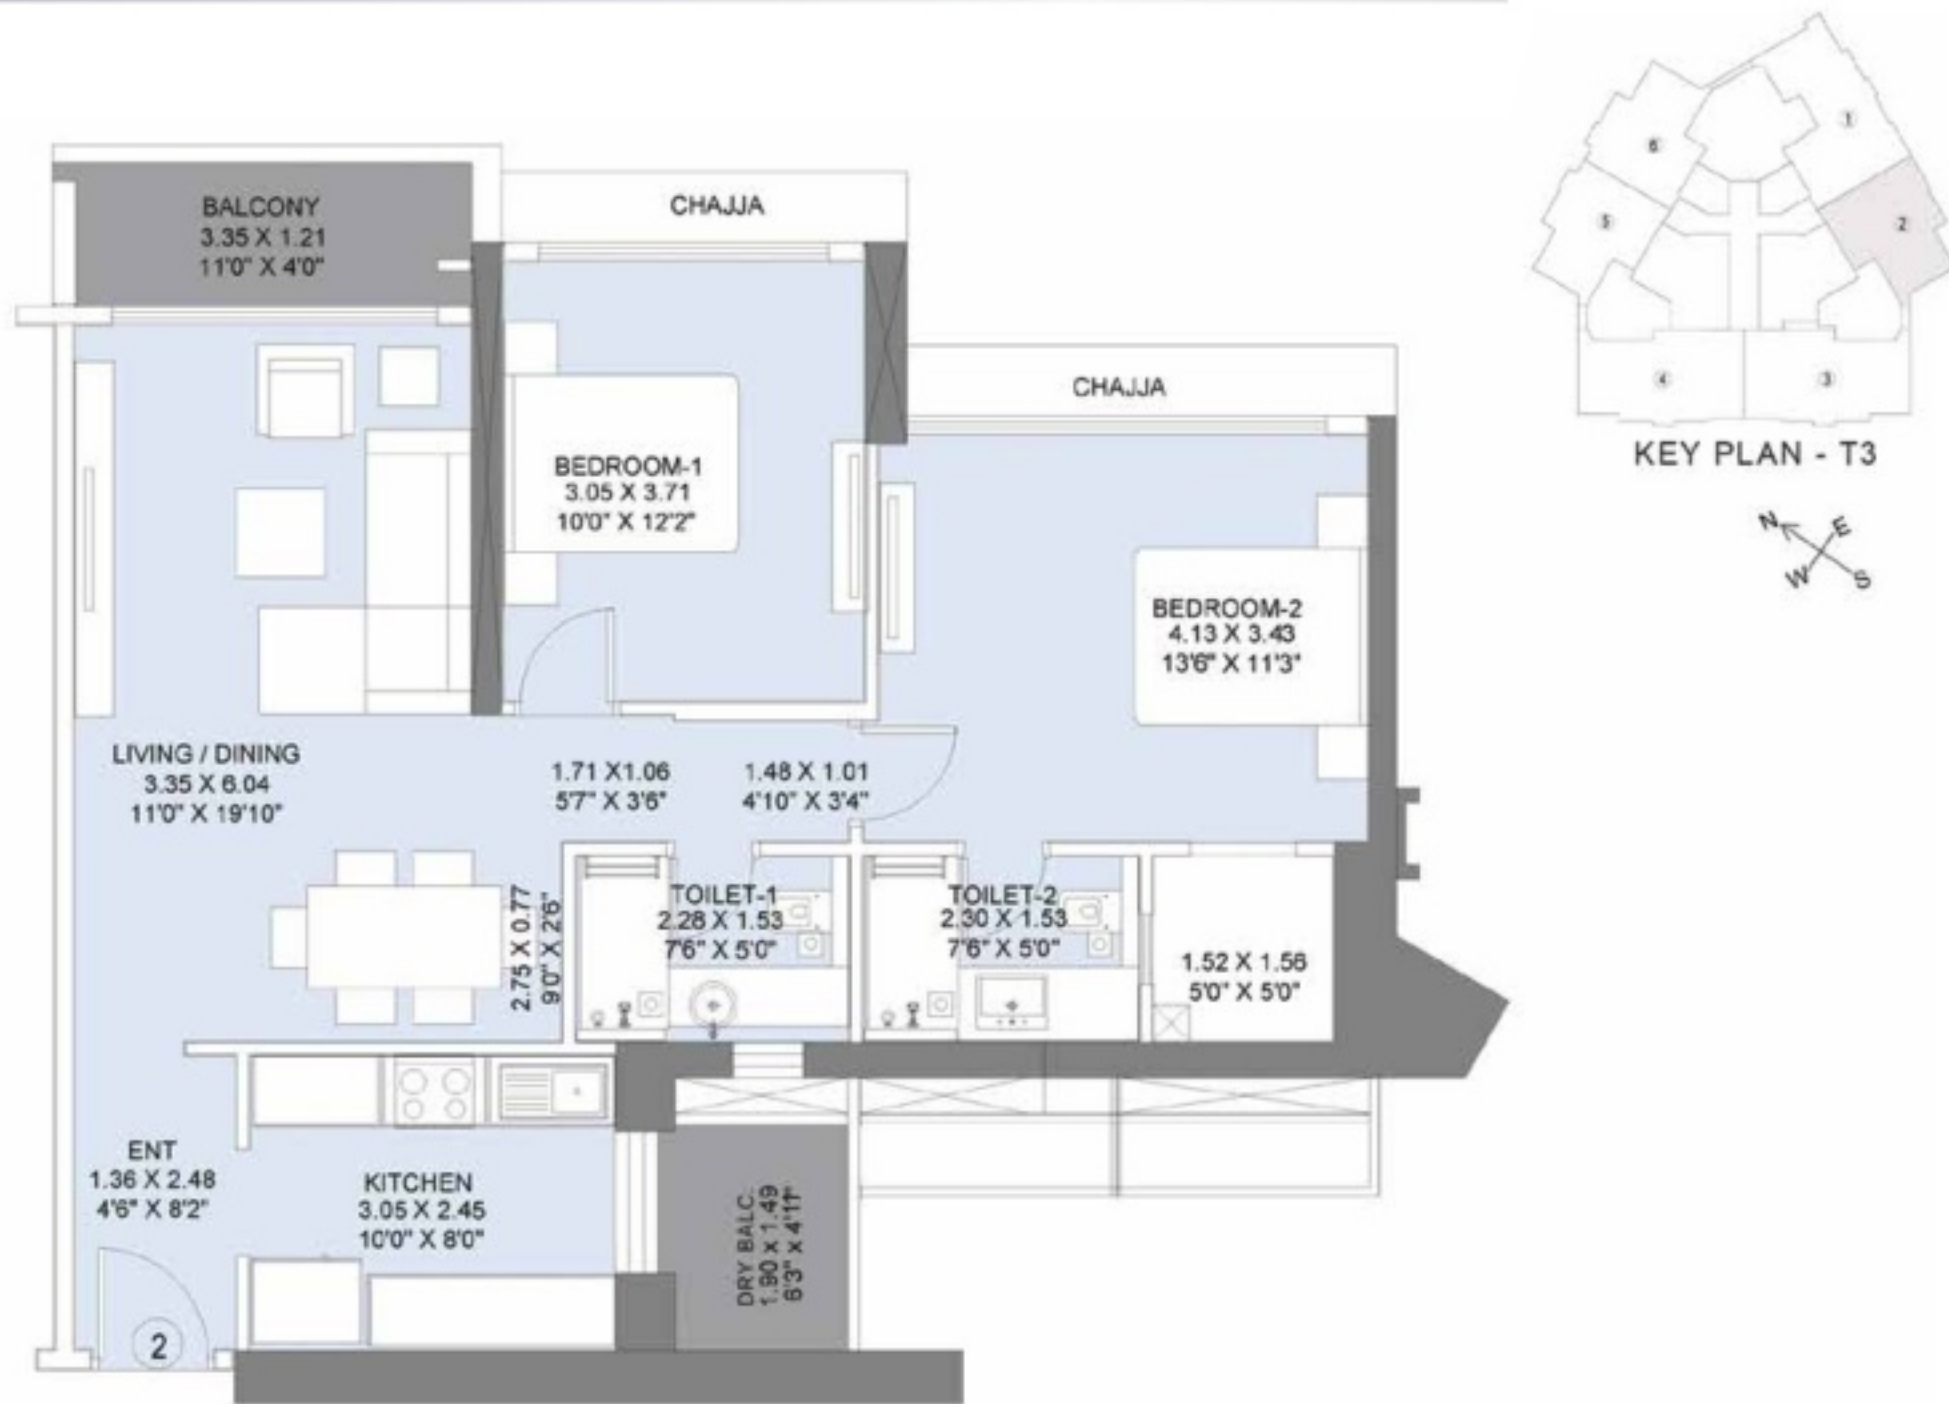 BALCONY
3.35 X 1.21
11'0" X 4'0"
CHAJJA
CHAJJA
BEDROOM-1
3.05 X 3.71
10'0" X 12'2"
BEDROOM-2
4.13 X 3.43
13'6" X 11'3"
LIVING / DINING
3.35 X 6.04
11'0" X 19'10"
1.71 X1.06
5'7" X 3'6"
1.48 X 1.01
4'10" X 3'4"
2.75 X 0.77
9'0" X 2'6"
TOILET-1
2.28 X 1.53
7'6" X 5'0"
TOILET-2
2.30 X 1.53
7'6" X 5'0"
1.52 X 1.56
5'0" X 5'0"
ENT
1.36 X 2.48
4'6" X 8'2"
KITCHEN
3.05 X 2.45
10'0" X 8'0"
DRY BALC.
1.90 X 1.49
6'3" X 4'11"
2
1
6
2
5
4
3
KEY PLAN - T3
N
E
W
S